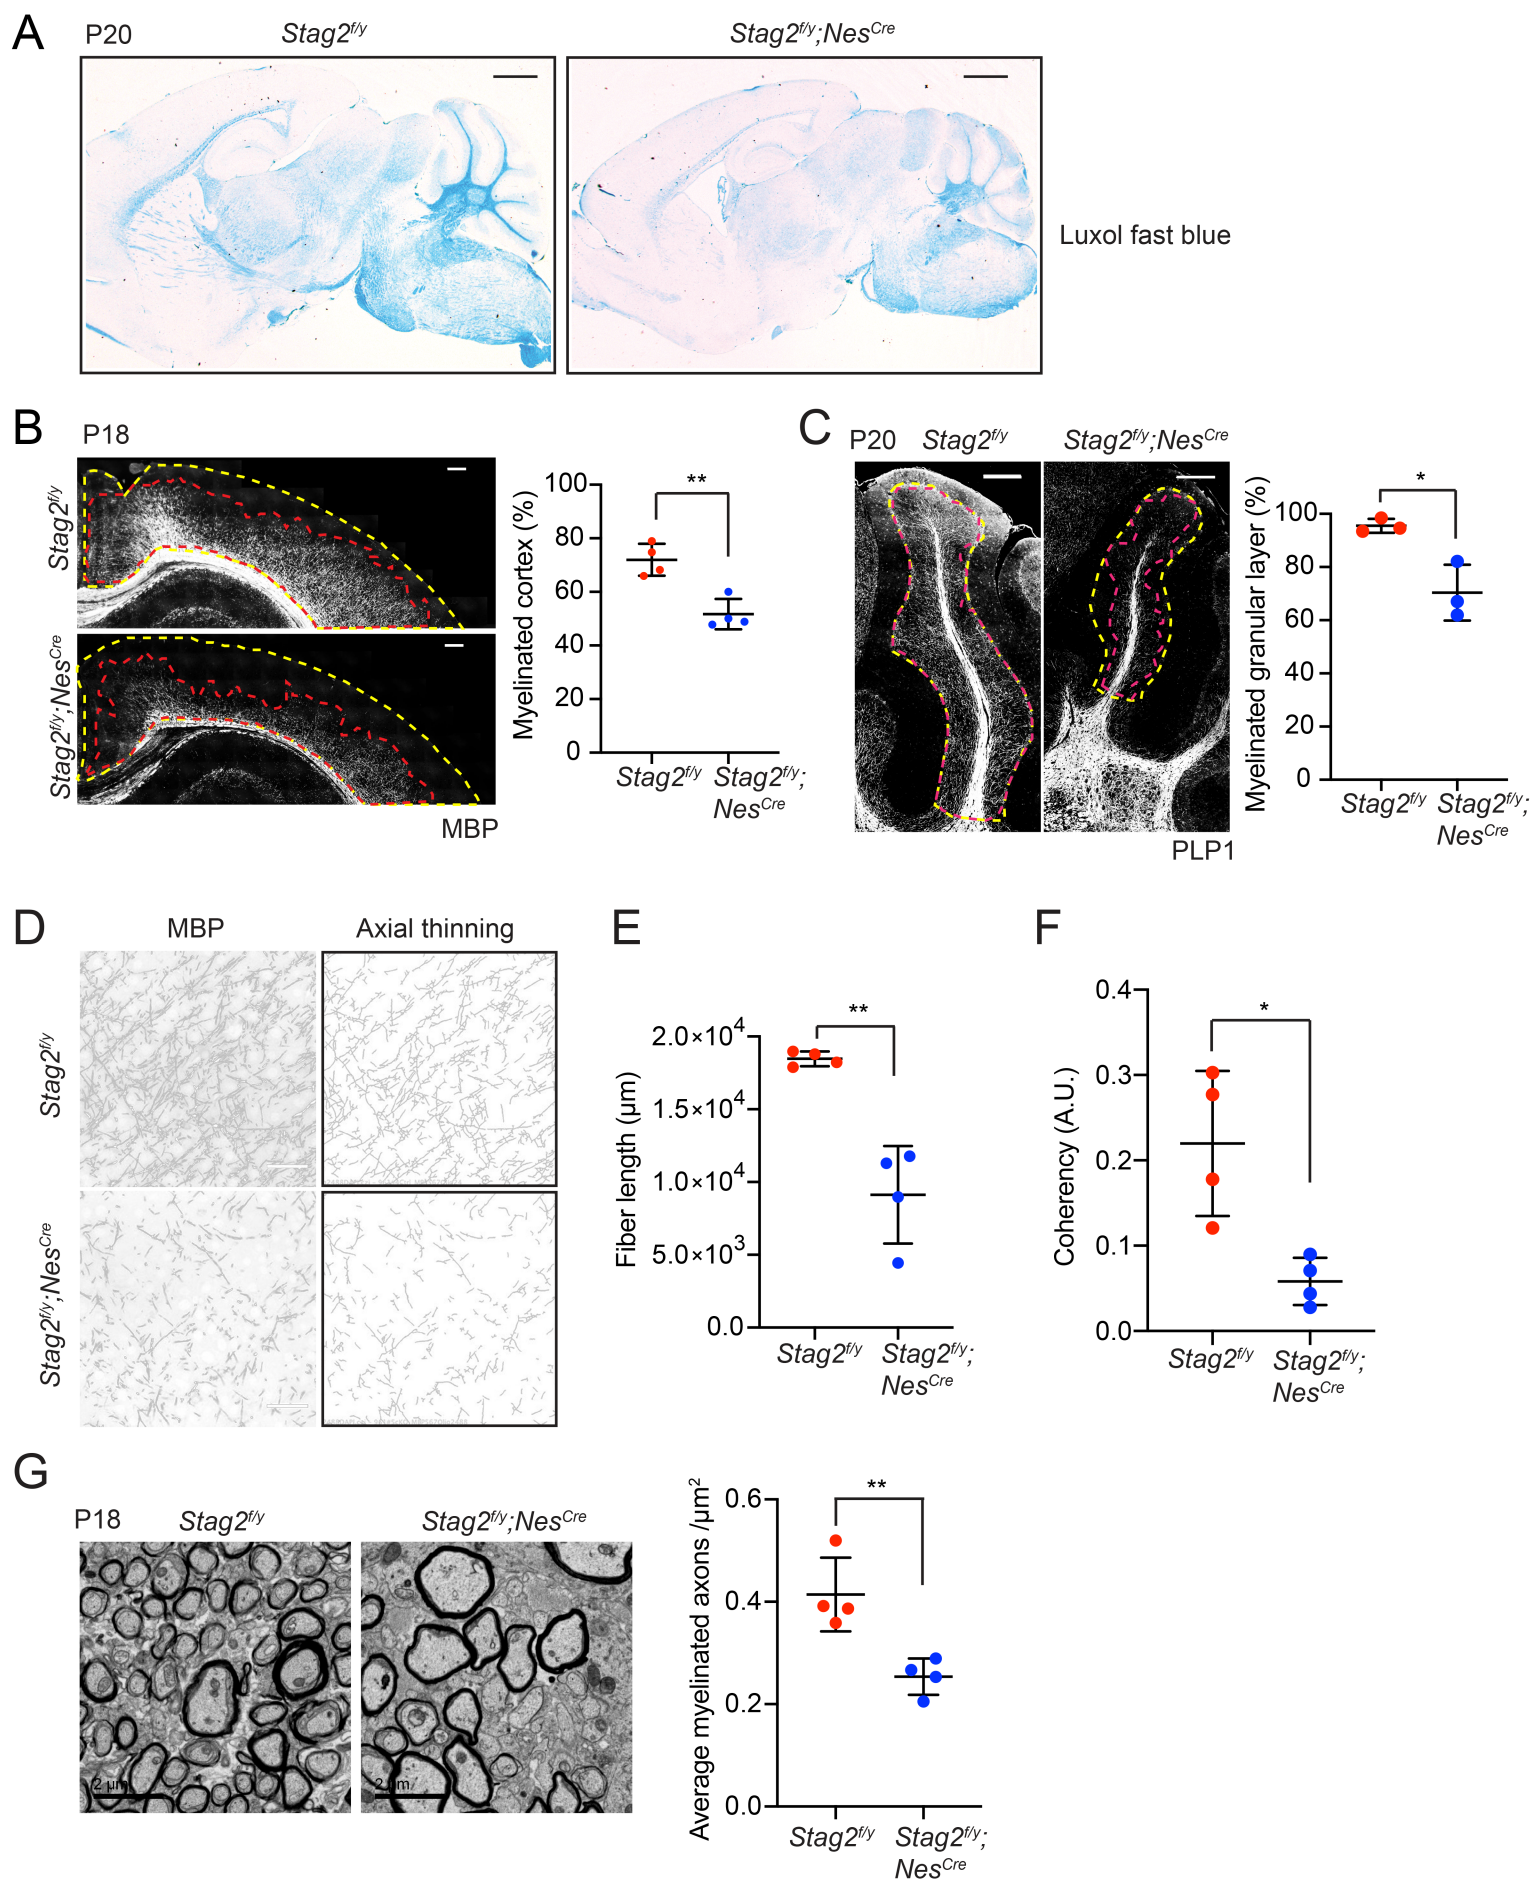 A
P20
Stag2f/y
Stag2f/y;NesCre
Luxol fast blue
B
P18
Stag2f/y
Stag2f/y;NesCre
MBP
Myelinated cortex (%)
100
80
60
40
20
0
**
Stag2f/y
Stag2f/y;
NesCre
C
P20
Stag2f/y
Stag2f/y;NesCre
PLP1
Myelinated granular layer (%)
100
80
60
40
20
0
*
Stag2f/y
Stag2f/y;
NesCre
D
MBP
Axial thinning
Stag2f/y
Stag2f/y;NesCre
E
Fiber length (μm)
2.0×10⁴
1.5×10⁴
1.0×10⁴
5.0×10³
0.0
**
Stag2f/y
Stag2f/y;
NesCre
F
Coherency (A.U.)
0.4
0.3
0.2
0.1
0.0
*
Stag2f/y
Stag2f/y;
NesCre
G
P18
Stag2f/y
Stag2f/y;NesCre
2 μm
2 μm
Average myelinated axons /μm²
0.6
0.4
0.2
0.0
**
Stag2f/y
Stag2f/y;
NesCre